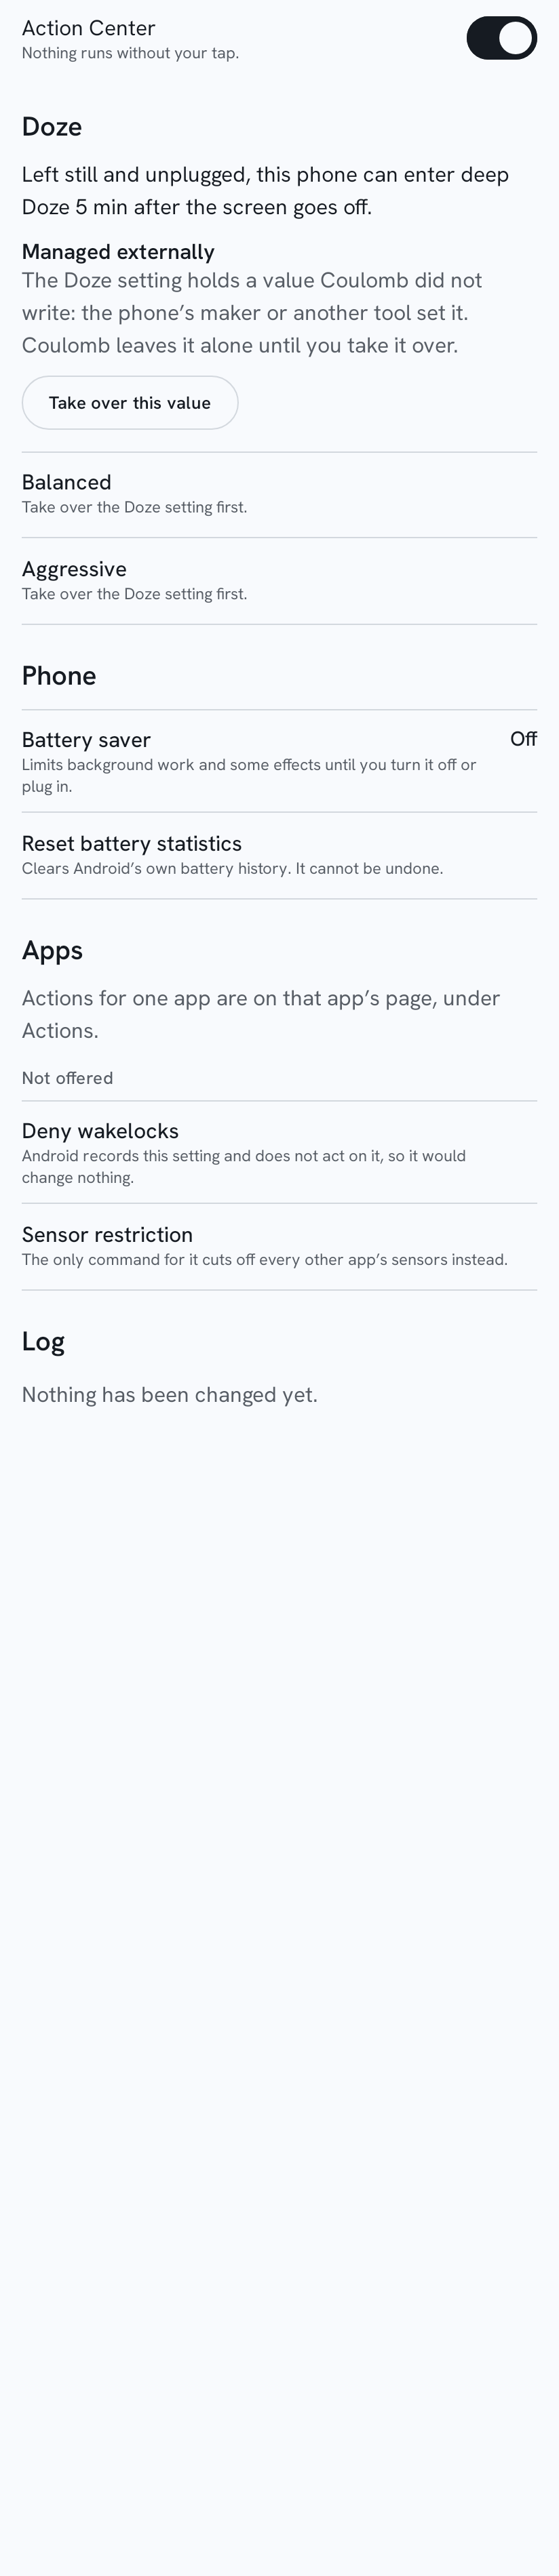 Action Center
Nothing runs without your tap.
Doze
Left still and unplugged, this phone can enter deep
Doze 5 min after the screen goes off.
Managed externally
The Doze setting holds a value Coulomb did not
write: the phone’s maker or another tool set it.
Coulomb leaves it alone until you take it over.
Take over this value
Balanced
Take over the Doze setting first.
Aggressive
Take over the Doze setting first.
Phone
Battery saver
Off
Limits background work and some effects until you turn it off or
plug in.
Reset battery statistics
Clears Android’s own battery history. It cannot be undone.
Apps
Actions for one app are on that app’s page, under
Actions.
Not offered
Deny wakelocks
Android records this setting and does not act on it, so it would
change nothing.
Sensor restriction
The only command for it cuts off every other app’s sensors instead.
Log
Nothing has been changed yet.